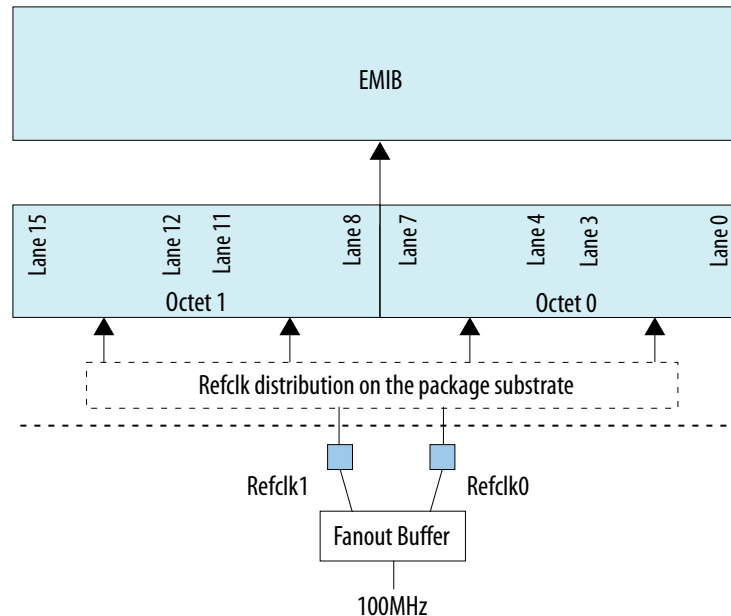 EMIB
Lane 15
Lane 12
Lane 11
Lane 8
Lane 7
Lane 4
Lane 3
Lane 0
Octet 1
Octet 0
Refclk distribution on the package substrate
Refclk1
Refclk0
Fanout Buffer
100MHz